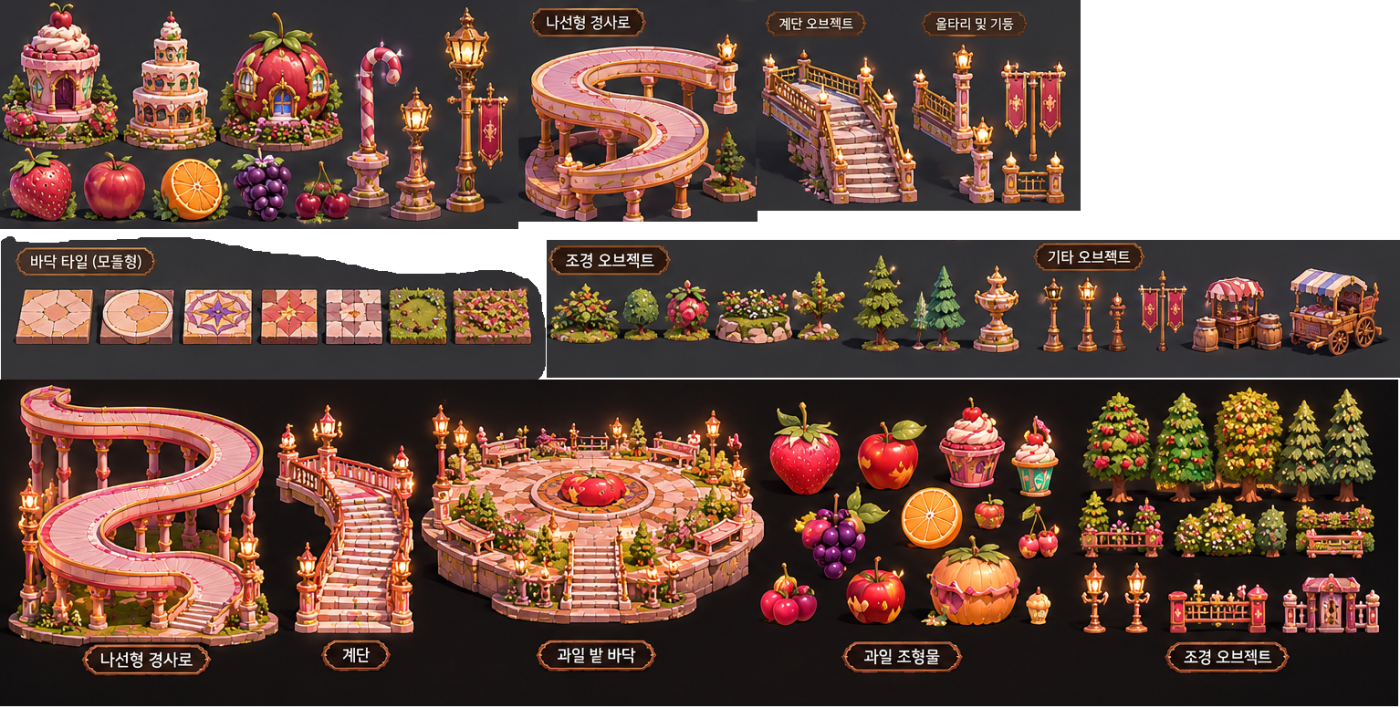 나선형 경사로
계단 오브젝트
울타리 및 기둥
바닥 타일 (모돌형)
조경 오브젝트
기타 오브젝트
나선형 경사로
계단
과일 밭 바닥
과일 조형물
조경 오브젝트